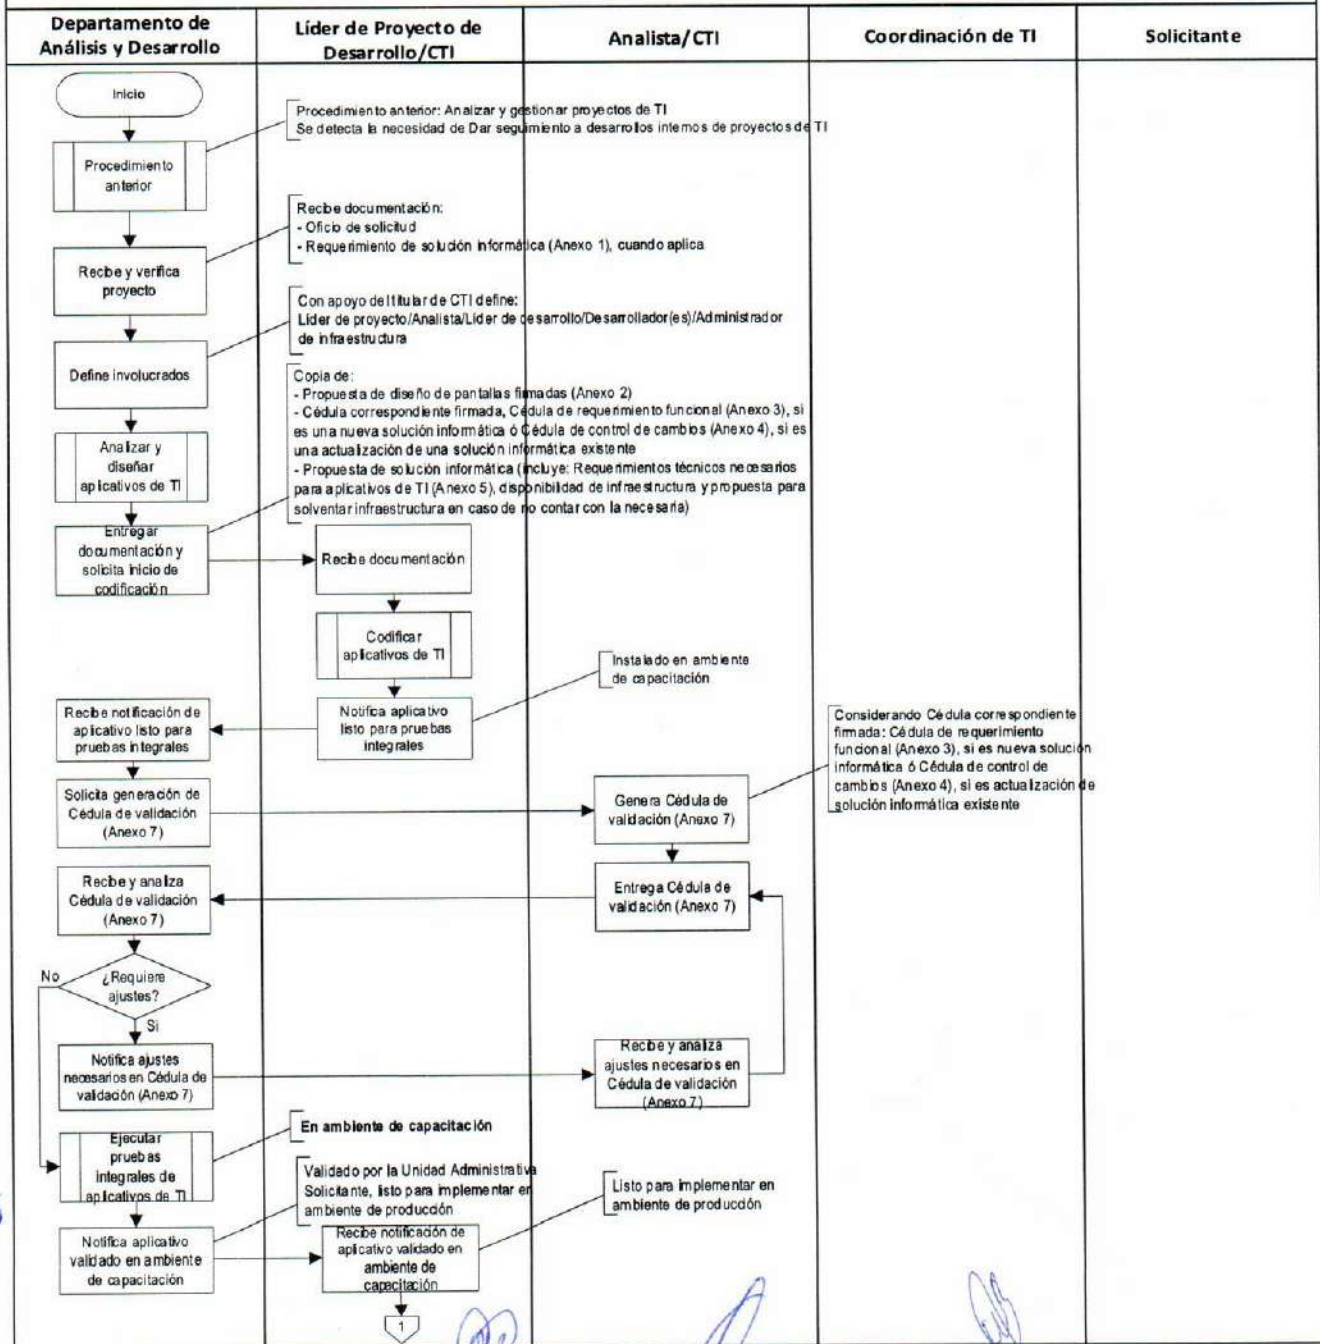 Departamento de
Análisis y Desarrollo
Líder de Proyecto de
Desarrollo/CTI
Analista/CTI
Coordinación de TI
Solicitante
Inicio
Procedimiento anterior: Analizar y gestionar proyectos de TI
Se detecta la necesidad de Dar seguimiento a desarrollos internos de proyectos de TI
Procedimiento
anterior
Recibe documentación:
- Oficio de solicitud
- Requerimiento de solución informática (Anexo 1), cuando aplica
Recibe y verifica
proyecto
Con apoyo del titular de CTI define:
Líder de proyecto/Analista/Líder de desarrollo/Desarrollador(es)/Administrador
de infraestructura
Define involucrados
Copia de:
- Propuesta de diseño de pantallas firmadas (Anexo 2)
- Cédula correspondiente firmada, Cédula de requerimiento funcional (Anexo 3), si
es una nueva solución informática ó Cédula de control de cambios (Anexo 4), si es
una actualización de una solución informática existente
- Propuesta de solución informática (incluye: Requerimientos técnicos necesarios
para aplicativos de TI (Anexo 5), disponibilidad de infraestructura y propuesta para
solventar infraestructura en caso de no contar con la necesaria)
Analizar y
diseñar
aplicativos de TI
Entregar
documentación y
solicita inicio de
codificación
Recibe documentación
Codificar
aplicativos de TI
Instalado en ambiente
de capacitación
Notifica aplicativo
listo para pruebas
integrales
Recibe notificación de
aplicativo listo para
pruebas integrales
Considerando Cédula correspondiente
firmada: Cédula de requerimiento
funcional (Anexo 3), si es nueva solución
informática ó Cédula de control de
cambios (Anexo 4), si es actualización de
solución informática existente
Solicita generación de
Cédula de validación
(Anexo 7)
Genera Cédula de
validación (Anexo 7)
Recibe y analiza
Cédula de validación
(Anexo 7)
Entrega Cédula de
validación (Anexo 7)
No
¿Requiere
ajustes?
Si
Notifica ajustes
necesarios en Cédula de
validación (Anexo 7)
Recibe y analiza
ajustes necesarios en
Cédula de validación
(Anexo 7)
En ambiente de capacitación
Ejecutar
pruebas
integrales de
aplicativos de TI
Validado por la Unidad Administrativa
Solicitante, listo para implementar en
ambiente de producción
Listo para implementar en
ambiente de producción
Notifica aplicativo
validado en ambiente
de capacitación
Recibe notificación de
aplicativo validado en
ambiente de
capacitación
1